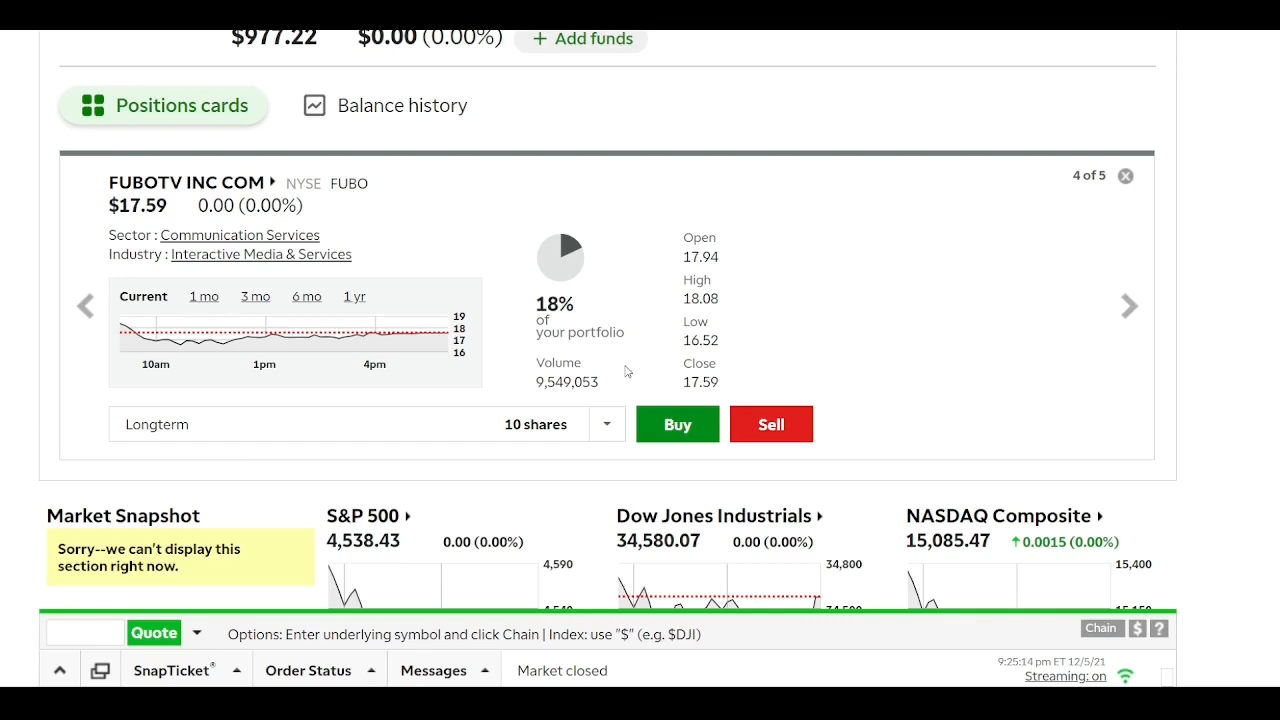 $977.22 $0.00 (0.00%) + Add funds
Positions cards Balance history
FUBOTV INC COM NYSE FUBO 4 of 5
$17.59 0.00 (0.00%)
Sector : Communication Services
Industry : Interactive Media & Services
Current 1 mo 3 mo 6 mo 1 yr
19
18
17
16
10am 1pm 4pm
18%
of
your portfolio
Volume
9,549,053
Open
17.94
High
18.08
Low
16.52
Close
17.59
Longterm 10 shares Buy Sell
Market Snapshot
Sorry--we can't display this
section right now.
S&P 500
4,538.43 0.00 (0.00%)
4,590
Dow Jones Industrials
34,580.07 0.00 (0.00%)
34,800
NASDAQ Composite
15,085.47 0.0015 (0.00%)
15,400
Quote Options: Enter underlying symbol and click Chain | Index: use "$" (e.g. $DJI) Chain $ ?
SnapTicket® Order Status Messages Market closed
9:25:14 pm ET 12/5/21
Streaming: on